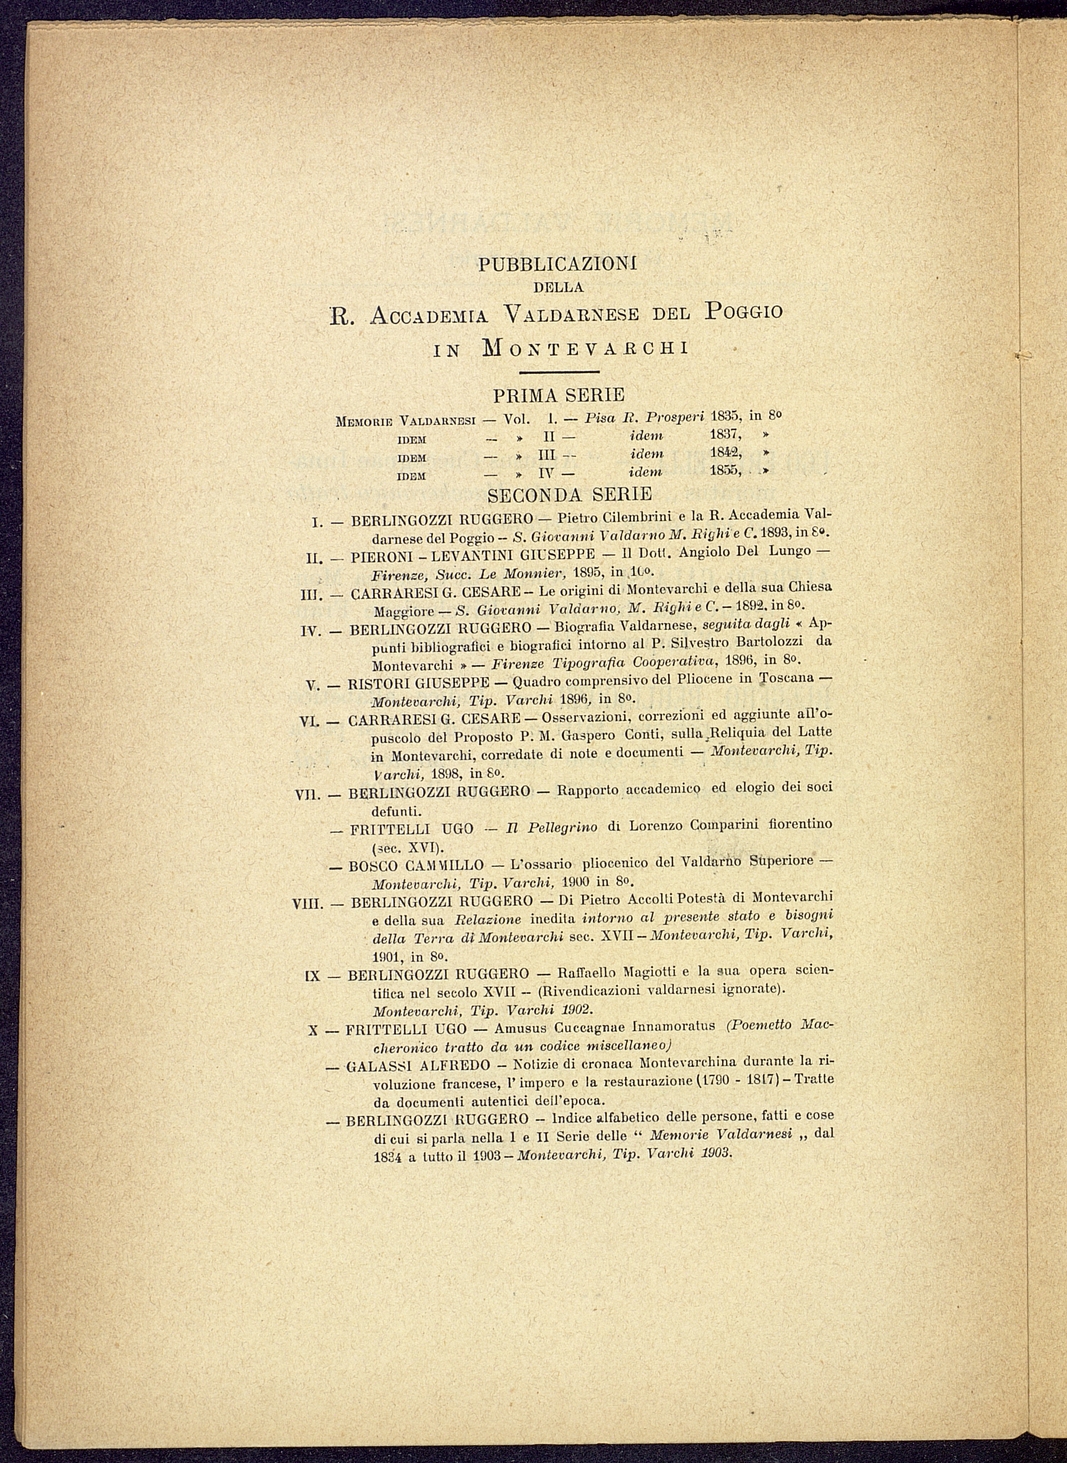 PUBBLICAZIONI
DELLA
R. ACCADEMIA VALDARNESE DEL POGGIO
IN MONTEVARCHI
PRIMA SERIE
MEMORIE VALDARNESI — Vol. I. — Pisa R. Prosperi 1835, in 8o
IDEM — » II — idem 1837, »
IDEM — » III — idem 1842, »
IDEM — » IV — idem 1855, »
SECONDA SERIE
I. — BERLINGOZZI RUGGERO — Pietro Cilembrini e la R. Accademia Val-
darnese del Poggio – S. Giovanni Valdarno M. Righi e C. 1893, in 8o.
II. — PIERONI – LEVANTINI GIUSEPPE — Il Dott. Angiolo Del Lungo —
Firenze, Succ. Le Monnier, 1895, in 16o.
III. — CARRARESI G. CESARE – Le origini di Montevarchi e della sua Chiesa
Maggiore — S. Giovanni Valdarno, M. Righi e C. – 1892, in 8o.
IV. — BERLINGOZZI RUGGERO — Biografia Valdarnese, seguita dagli « Ap-
punti bibliografici e biografici intorno al P. Silvestro Bartolozzi da
Montevarchi » — Firenze Tipografia Cooperativa, 1896, in 8o.
V. — RISTORI GIUSEPPE — Quadro comprensivo del Pliocene in Toscana —
Montevarchi, Tip. Varchi 1896, in 8o.
VI. — CARRARESI G. CESARE — Osservazioni, correzioni ed aggiunte all'o-
puscolo del Proposto P. M. Gaspero Conti, sulla Reliquia del Latte
in Montevarchi, corredate di note e documenti — Montevarchi, Tip.
Varchi, 1898, in 8o.
VII. — BERLINGOZZI RUGGERO — Rapporto accademico ed elogio dei soci
defunti.
— FRITTELLI UGO — Il Pellegrino di Lorenzo Comparini fiorentino
(sec. XVI).
— BOSCO CAMMILLO — L'ossario pliocenico del Valdarno Superiore —
Montevarchi, Tip. Varchi, 1900 in 8o.
VIII. — BERLINGOZZI RUGGERO — Di Pietro Accolti Potestà di Montevarchi
e della sua Relazione inedita intorno al presente stato e bisogni
della Terra di Montevarchi sec. XVII – Montevarchi, Tip. Varchi,
1901, in 8o.
IX — BERLINGOZZI RUGGERO — Raffaello Magiotti e la sua opera scien-
tifica nel secolo XVII — (Rivendicazioni valdarnesi ignorate).
Montevarchi, Tip. Varchi 1902.
X — FRITTELLI UGO — Amusus Cuccagnae Innamoratus (Poemetto Mac-
cheronico tratto da un codice miscellaneo)
— GALASSI ALFREDO — Notizie di cronaca Montevarchina durante la ri-
voluzione francese, l'impero e la restaurazione (1790 - 1817) – Tratte
da documenti autentici dell'epoca.
— BERLINGOZZI RUGGERO — Indice alfabetico delle persone, fatti e cose
di cui si parla nella I e II Serie delle “ Memorie Valdarnesi „ dal
1834 a tutto il 1903 – Montevarchi, Tip. Varchi 1903.